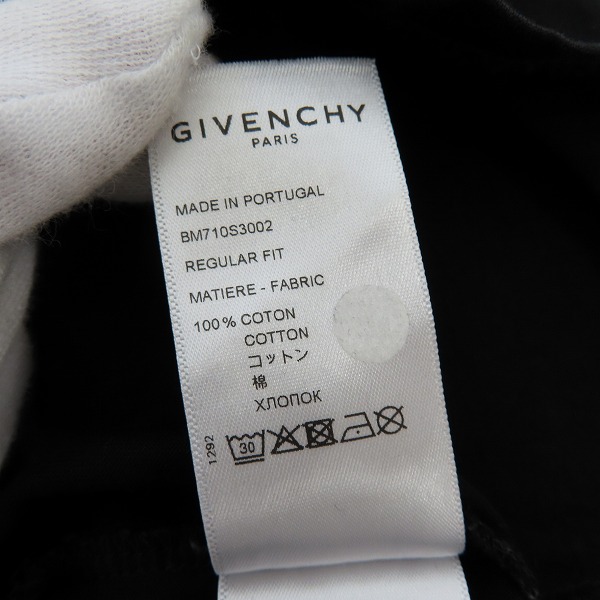 GIVENCHY
PARIS
MADE IN PORTUGAL
BM710S3002
REGULAR FIT
MATIERE - FABRIC
100% COTON
COTTON
コットン
棉
ХЛОПОК
1292
30